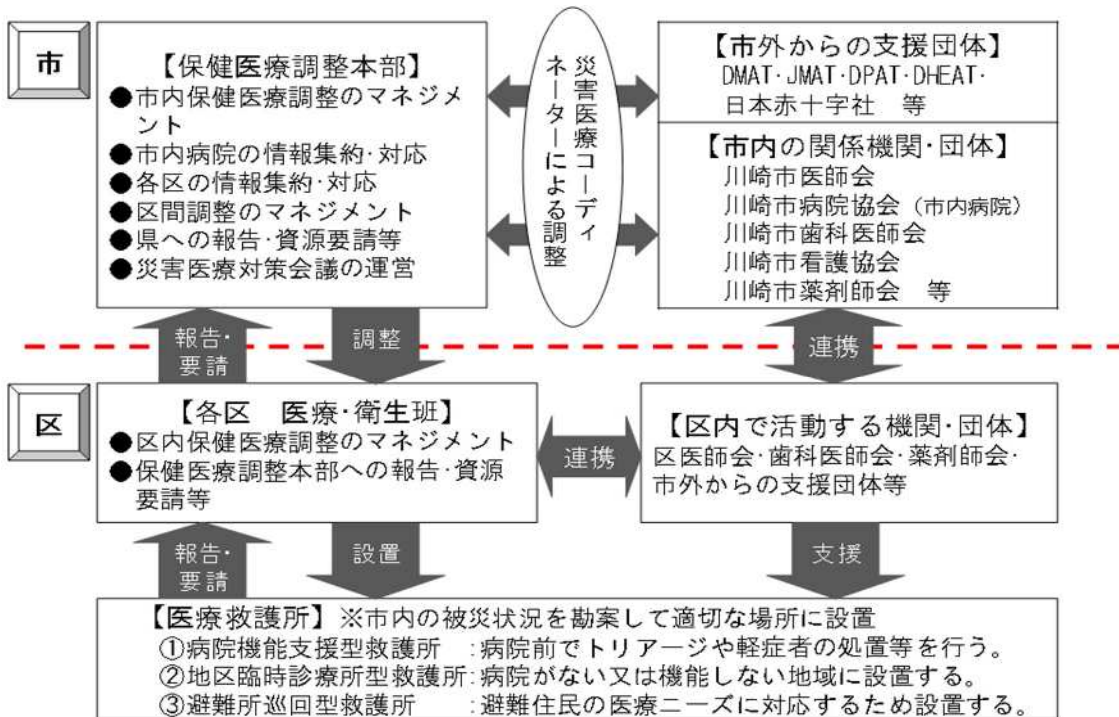 市
【保健医療調整本部】
●市内保健医療調整のマネジメ
ント
●市内病院の情報集約・対応
●各区の情報集約・対応
●区間調整のマネジメント
●県への報告・資源要請等
●災害医療対策会議の運営
災害医療コーディ
ネーターによる調整
【市外からの支援団体】
DMAT・JMAT・DPAT・DHEAT・
日本赤十字社 等
【市内の関係機関・団体】
川崎市医師会
川崎市病院協会（市内病院）
川崎市歯科医師会
川崎市看護協会
川崎市薬剤師会 等
報告・
要請
調整
連携
区
【各区 医療・衛生班】
●区内保健医療調整のマネジメント
●保健医療調整本部への報告・資源
要請等
連携
【区内で活動する機関・団体】
区医師会・歯科医師会・薬剤師会・
市外からの支援団体等
報告・
要請
設置
支援
【医療救護所】※市内の被災状況を勘案して適切な場所に設置
①病院機能支援型救護所 ：病院前でトリアージや軽症者の処置等を行う。
②地区臨時診療所型救護所：病院がない又は機能しない地域に設置する。
③避難所巡回型救護所 ：避難住民の医療ニーズに対応するため設置する。